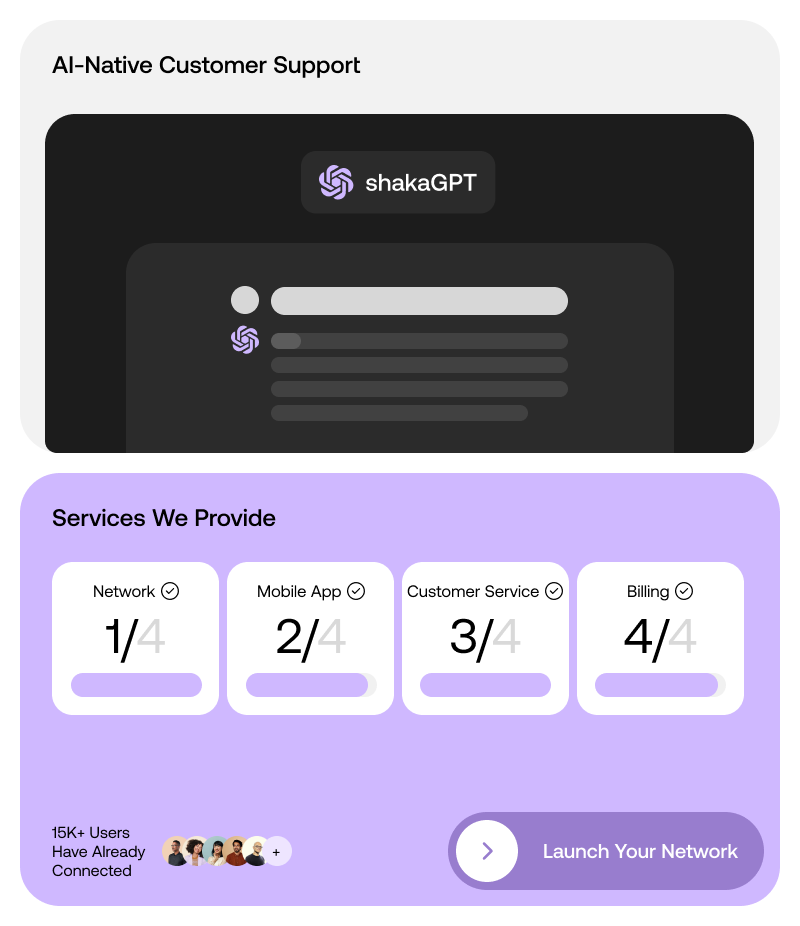 AI-Native Customer Support
shakaGPT
Services We Provide
Network
Mobile App
Customer Service
Billing
1/4
2/4
3/4
4/4
15K+ Users
Have Already
Connected
+
Launch Your Network